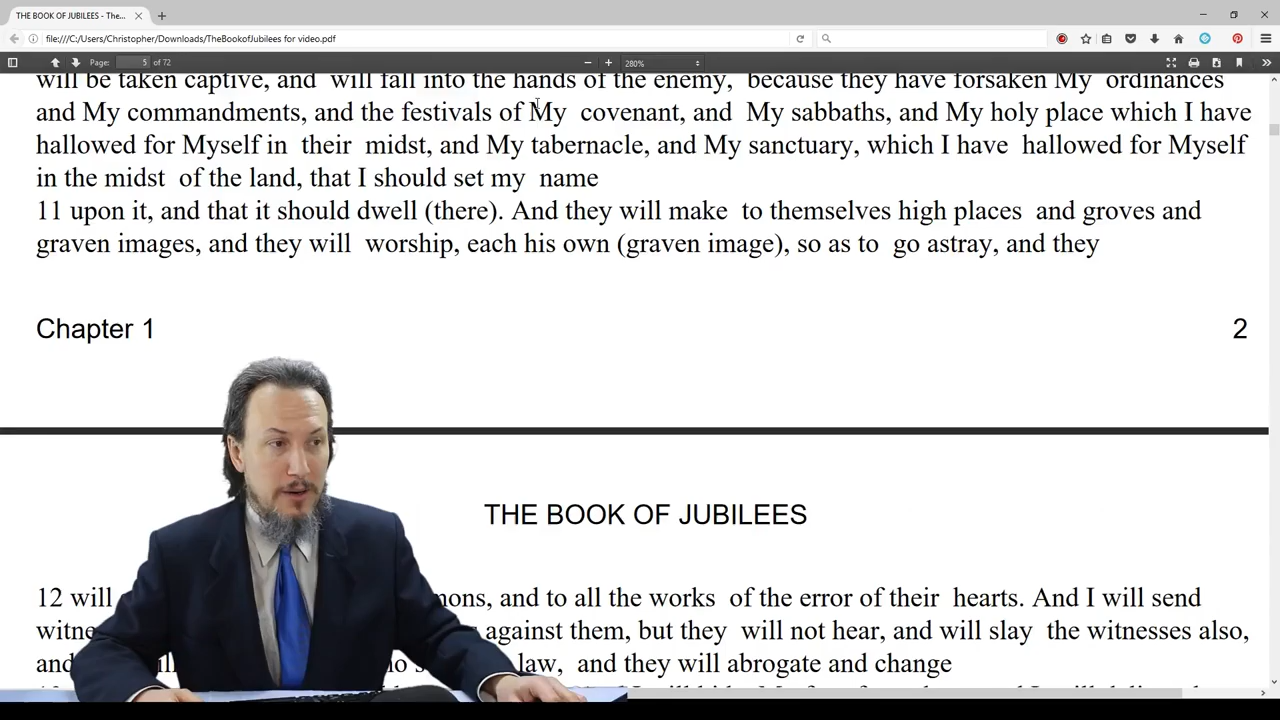 THE BOOK OF JUBILEES - The...
file:///C:/Users/Christopher/Downloads/TheBookofJubilees for video.pdf
Page: 5 of 72 280%
will be taken captive, and will fall into the hands of the enemy, because they have forsaken My ordinances
and My commandments, and the festivals of My covenant, and My sabbaths, and My holy place which I have
hallowed for Myself in their midst, and My tabernacle, and My sanctuary, which I have hallowed for Myself
in the midst of the land, that I should set my name
11 upon it, and that it should dwell (there). And they will make to themselves high places and groves and
graven images, and they will worship, each his own (graven image), so as to go astray, and they
Chapter 1 2
THE BOOK OF JUBILEES
12 will mons, and to all the works of the error of their hearts. And I will send
witne against them, but they will not hear, and will slay the witnesses also,
and law, and they will abrogate and change